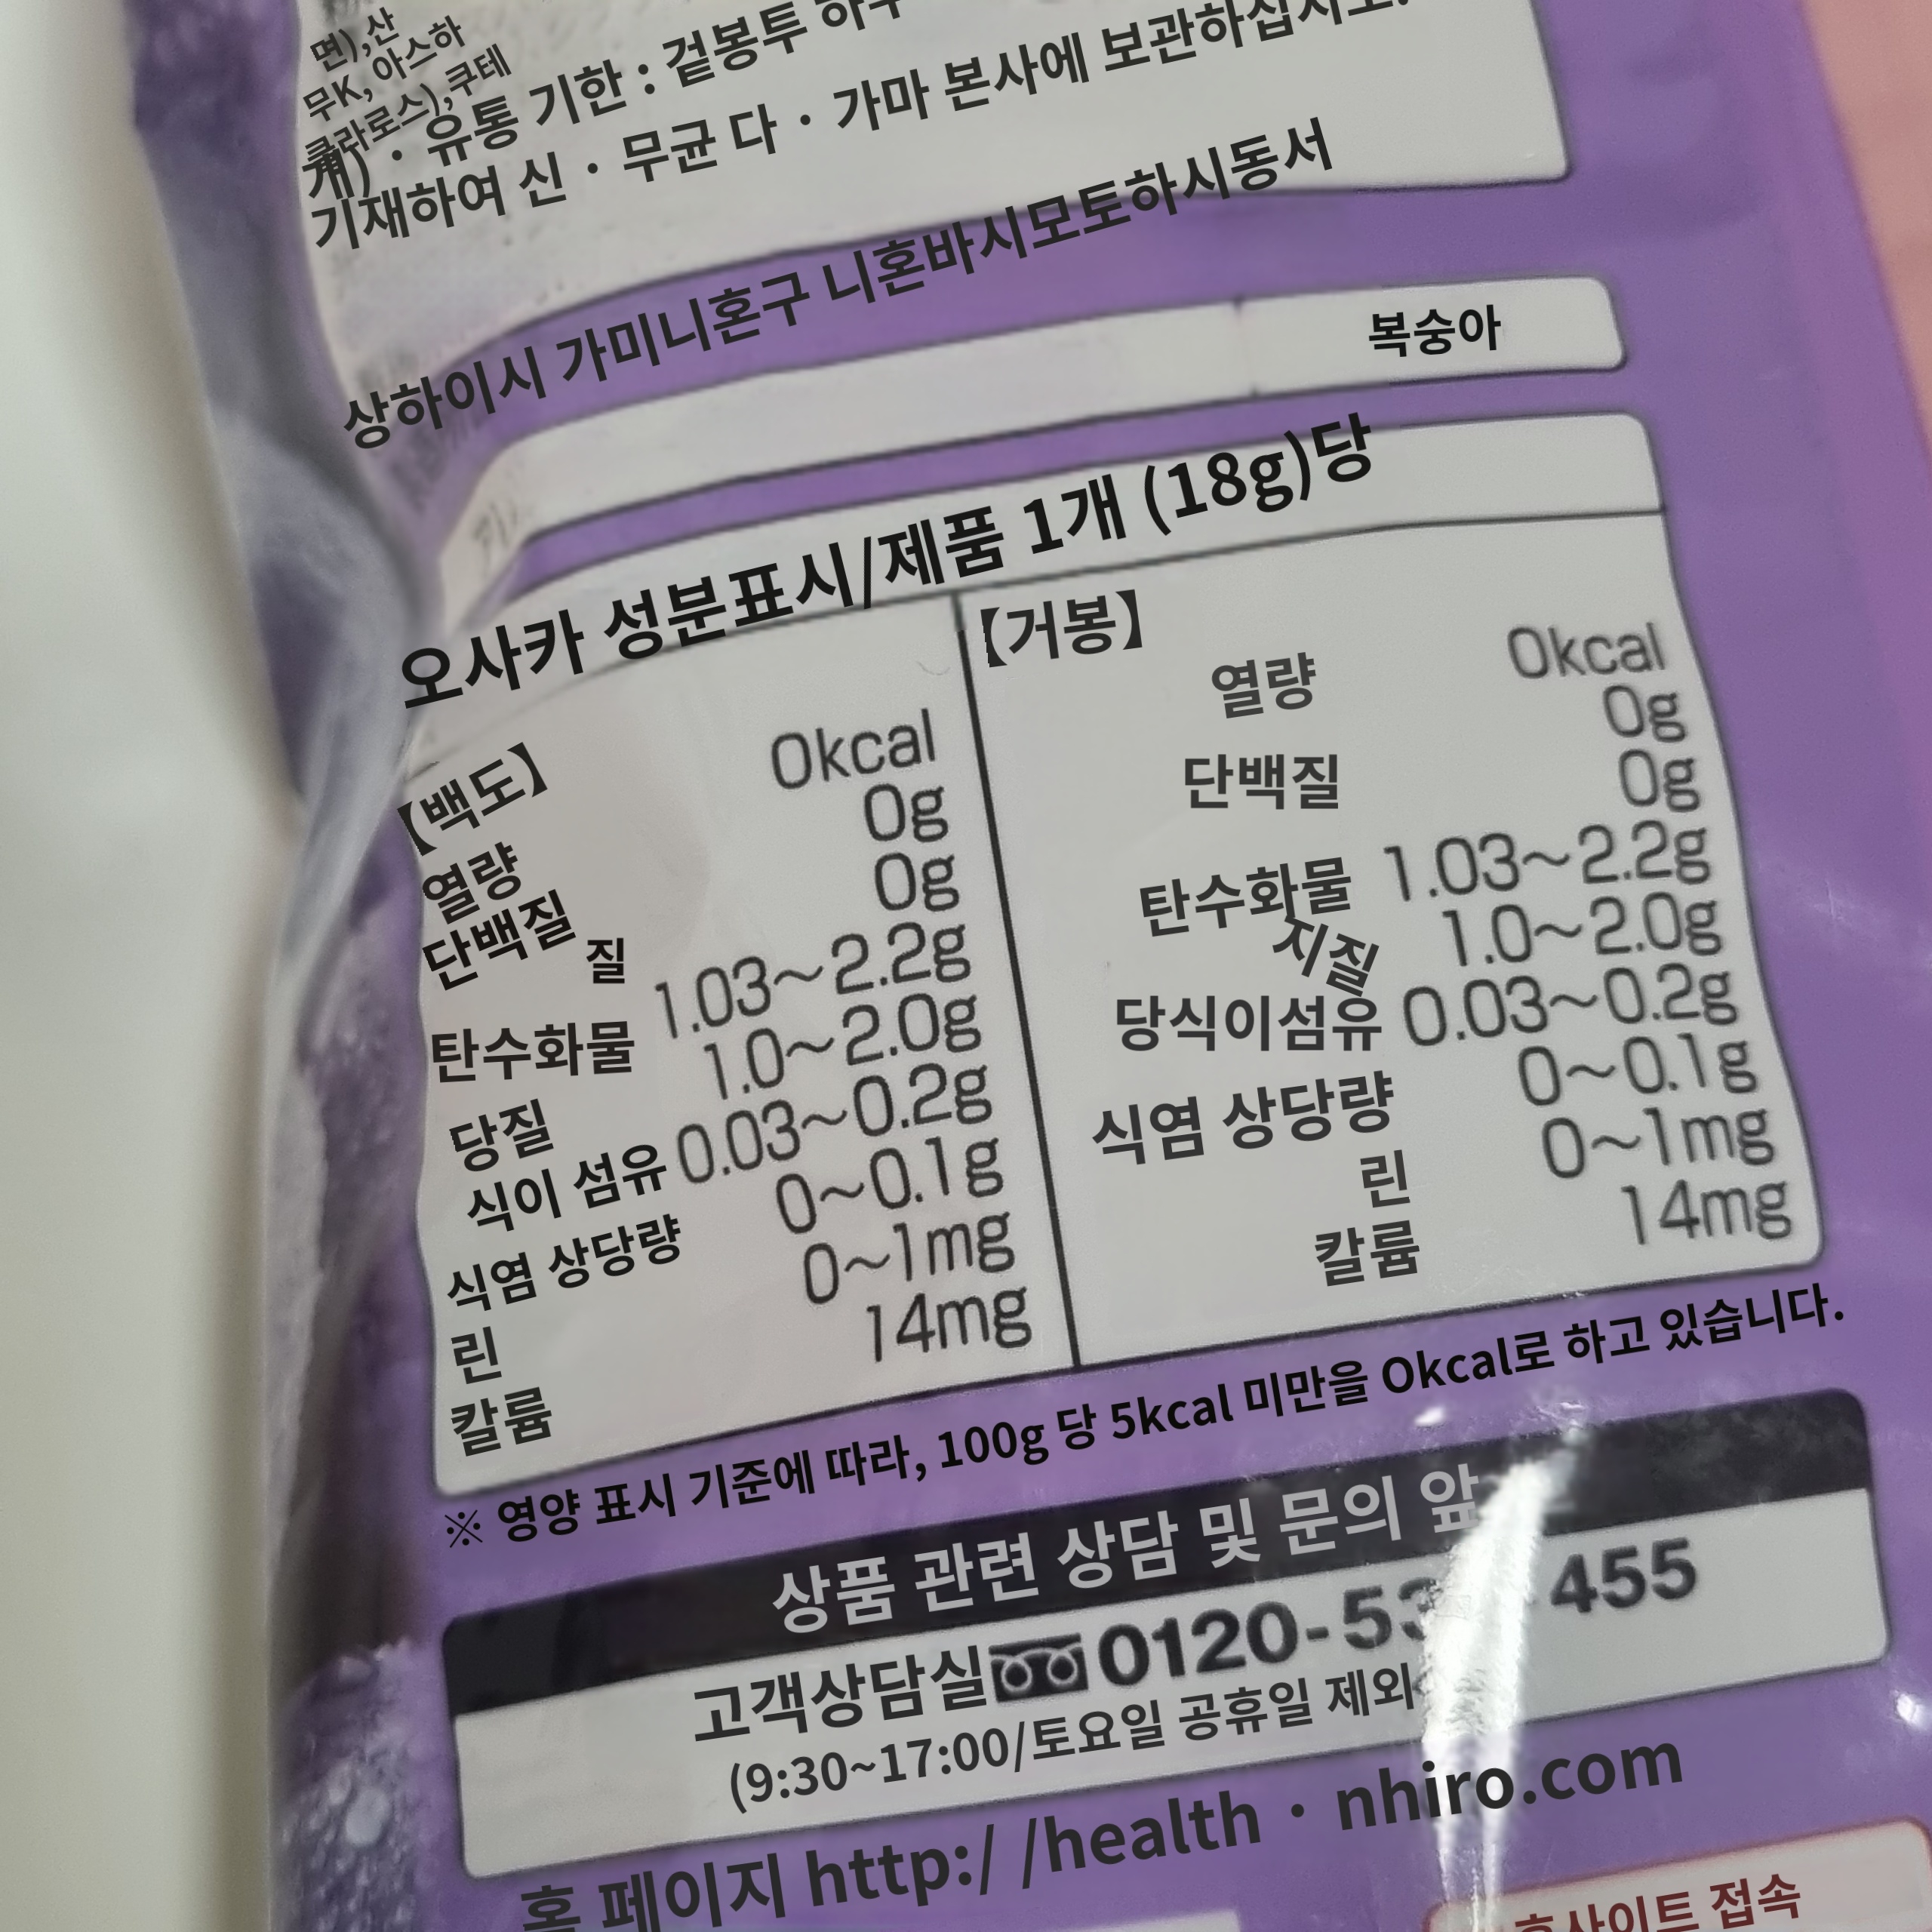 면),산
무K, 아스하
클라로스),쿠테
개)・유통 기한 : 겉봉투 하
기재하여 신・무균 다・가마 본사에 보관하십시오.
상하이시 가미니혼구 니혼바시모토하시동서
복숭아
오사카 성분표시/제품 1개 (18g)당
【백도】
열량 0kcal
단백질 0g
질 0g
탄수화물 1.03~2.2g
당질 1.0~2.0g
식이 섬유 0.03~0.2g
식염 상당량 0~0.1g
린 0~1mg
칼륨 14mg
【거봉】
열량 0kcal
단백질 0g
0g
탄수화물 1.03~2.2g
지질 1.0~2.0g
당식이섬유 0.03~0.2g
식염 상당량 0~0.1g
린 0~1mg
칼륨 14mg
※ 영양 표시 기준에 따라, 100g 당 5kcal 미만을 Okcal로 하고 있습니다.
상품 관련 상담 및 문의 앞
고객상담실 0120-53 455
(9:30~17:00/토요일 공휴일 제외
홈 페이지 http:/ /health・nhiro.com
접속